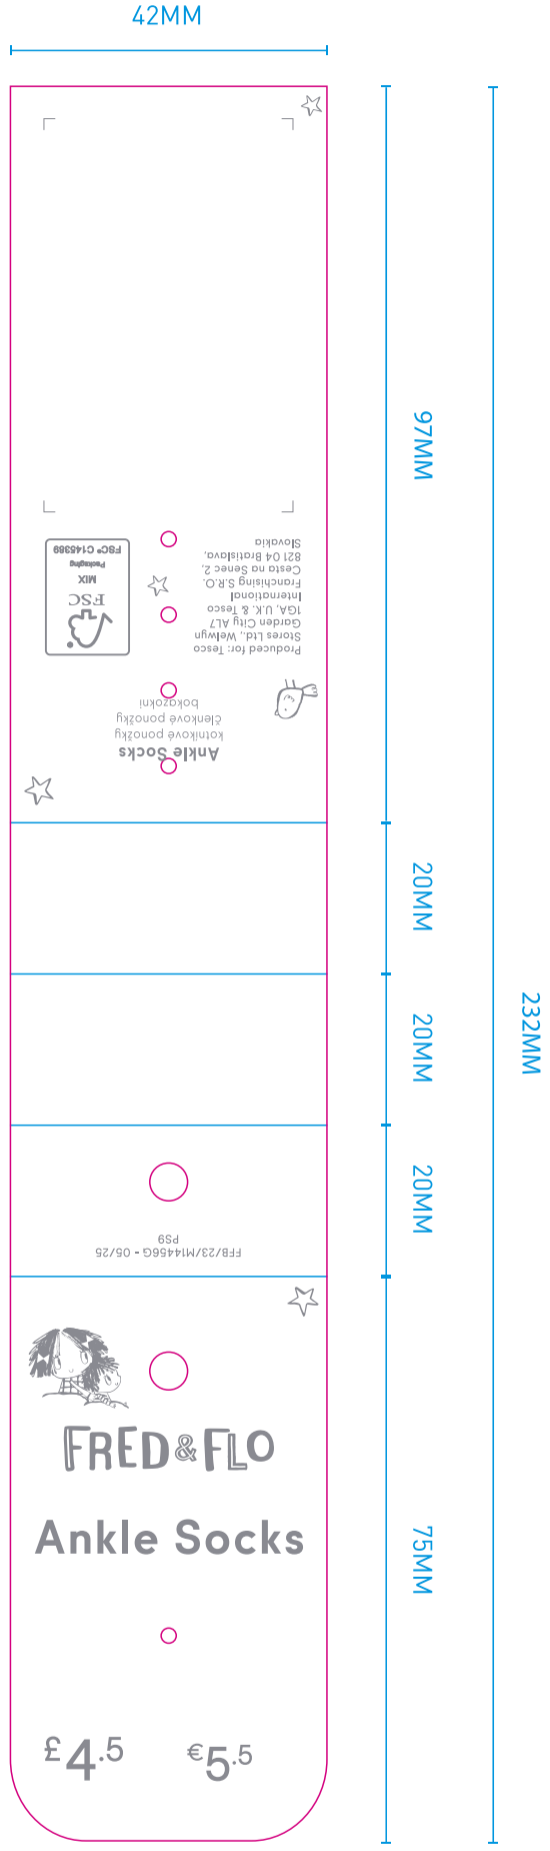 42MM
97MM
20MM
20MM
20MM
75MM
232MM
FSC® C145389
Packaging
MIX
FSC
Produced for: Tesco
Stores Ltd., Welwyn
Garden City AL7
1GA, U.K. & Tesco
International
Franchising S.R.O.
Cesta na Senec 2,
821 04 Bratislava,
Slovakia
Ankle Socks
kotníkové ponožky
členkové ponožky
bokazokni
FFB/23/M14456G - 05/25
PS9
FRED & FLO
Ankle Socks
£4.5
€5.5